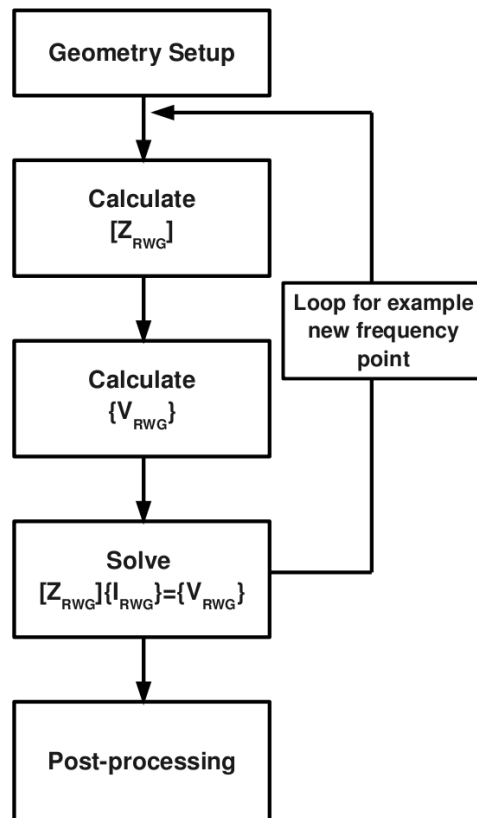 Geometry Setup
Calculate
[Z_RWG]
Loop for example
new frequency
point
Calculate
{V_RWG}
Solve
[Z_RWG]{I_RWG}={V_RWG}
Post-processing